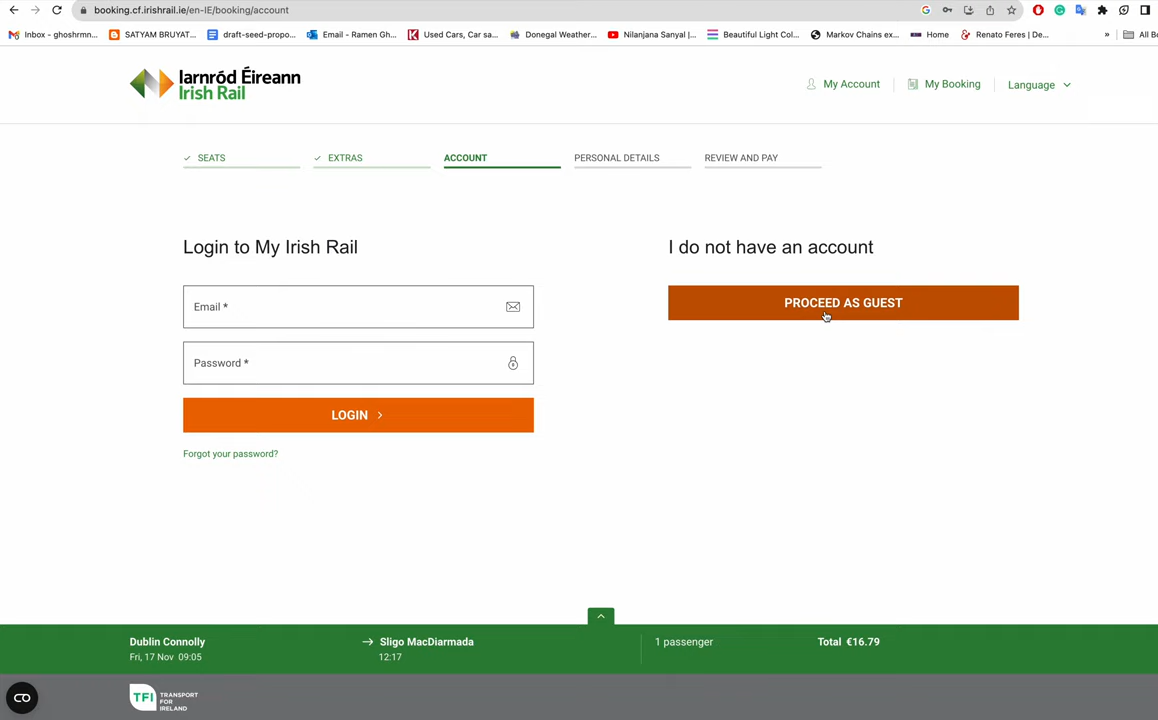 booking.cf.irishrail.ie/en-IE/booking/account
Inbox - ghoshrmn...
SATYAM BRUYAT...
draft-seed-propo...
Email - Ramen Gh...
Used Cars, Car sa...
Donegal Weather...
Nilanjana Sanyal |...
Beautiful Light Col...
Markov Chains ex...
Home
Renato Feres | De...
»
All Bo
Iarnród Éireann
Irish Rail
My Account
My Booking
Language
SEATS
EXTRAS
ACCOUNT
PERSONAL DETAILS
REVIEW AND PAY
Login to My Irish Rail
I do not have an account
Email *
PROCEED AS GUEST
Password *
LOGIN
Forgot your password?
Dublin Connolly
Sligo MacDiarmada
1 passenger
Total €16.79
Fri, 17 Nov 09:05
12:17
TFI
TRANSPORT
FOR
IRELAND